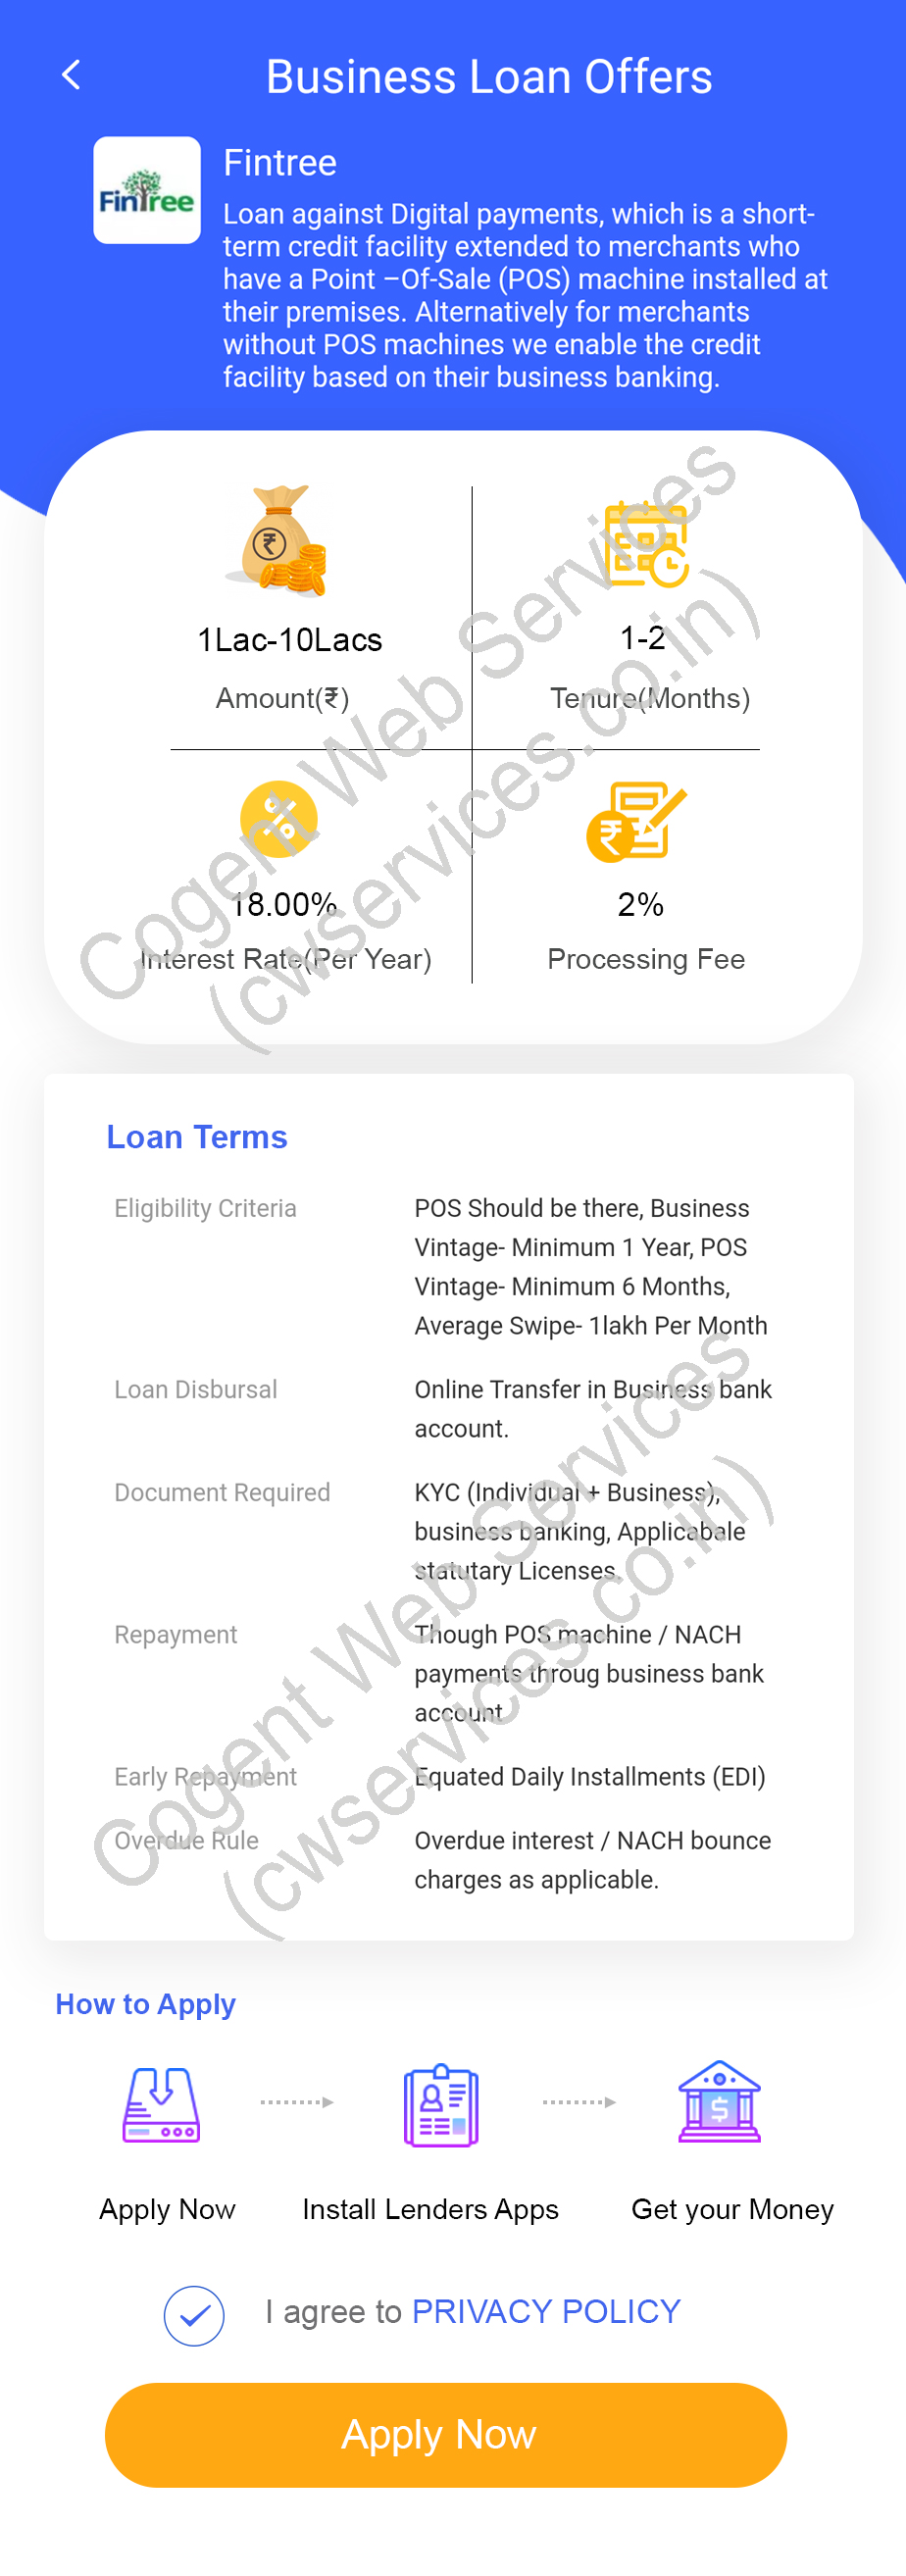 Business Loan Offers
FinTree
Fintree
Loan against Digital payments, which is a short-
term credit facility extended to merchants who
have a Point –Of-Sale (POS) machine installed at
their premises. Alternatively for merchants
without POS machines we enable the credit
facility based on their business banking.
1Lac-10Lacs
Amount(₹)
1-2
Tenure(Months)
18.00%
Interest Rate(Per Year)
2%
Processing Fee
Cogent Web Services
(cwservices.co.in)
Loan Terms
Eligibility Criteria
POS Should be there, Business
Vintage- Minimum 1 Year, POS
Vintage- Minimum 6 Months,
Average Swipe- 1lakh Per Month
Loan Disbursal
Online Transfer in Business bank
account.
Document Required
KYC (Individual + Business),
business banking, Applicabale
statutary Licenses.
Repayment
Though POS machine / NACH
payments throug business bank
account
Early Repayment
Equated Daily Installments (EDI)
Overdue Rule
Overdue interest / NACH bounce
charges as applicable.
Cogent Web Services
(cwservices.co.in)
How to Apply
Apply Now
Install Lenders Apps
Get your Money
I agree to PRIVACY POLICY
Apply Now